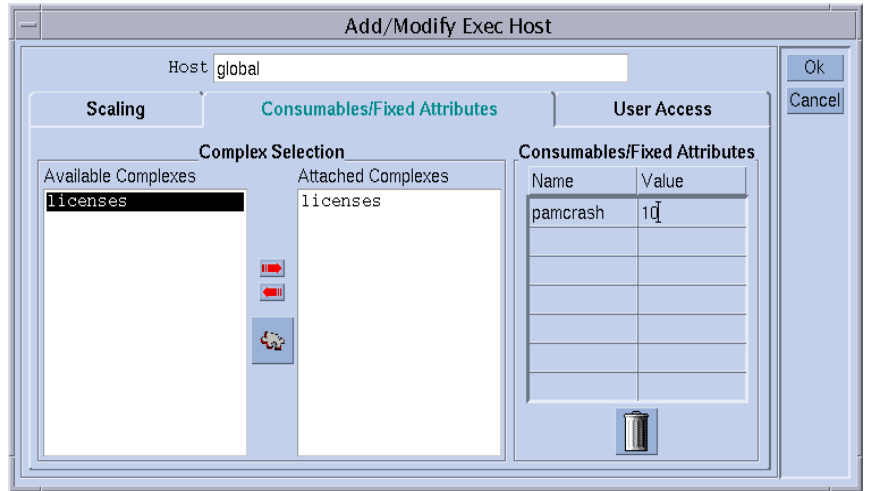 Add/Modify Exec Host
Host global
Ok
Cancel
Scaling
Consumables/Fixed Attributes
User Access
Complex Selection
Available Complexes
Attached Complexes
licenses
licenses
Consumables/Fixed Attributes
Name Value
pamcrash 10